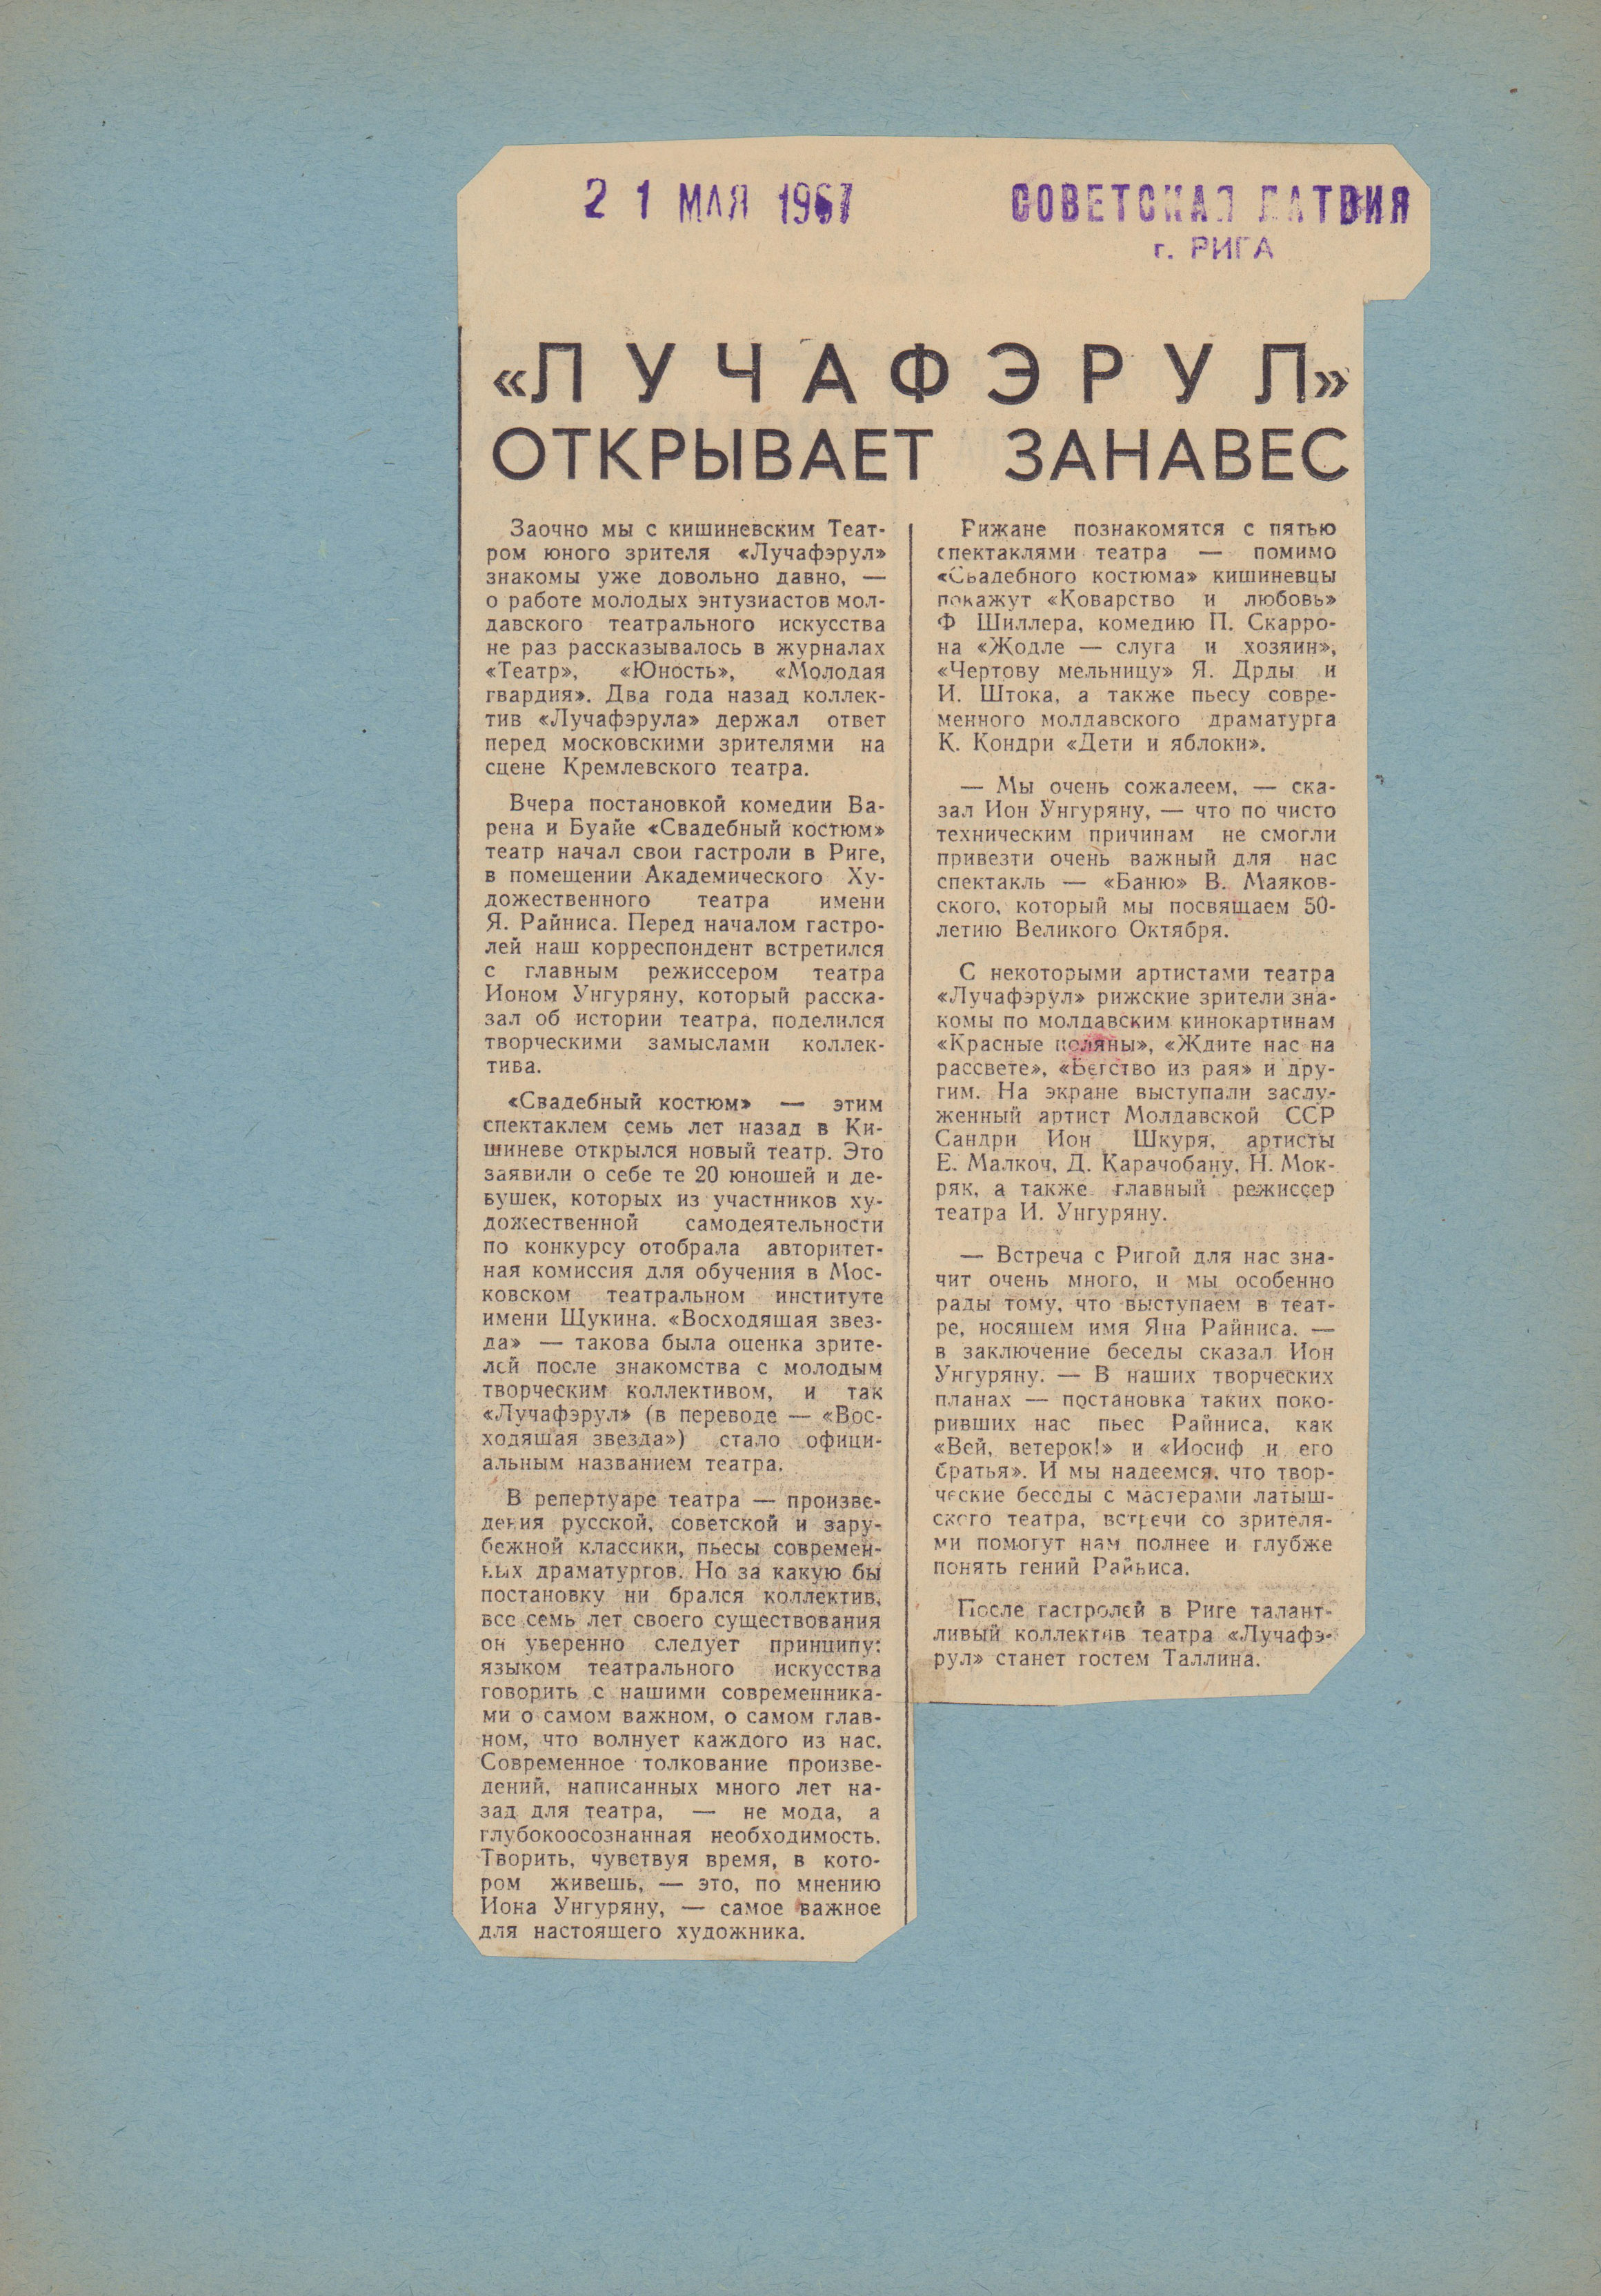 21 МАЯ 1967
СОВЕТСКАЯ ЛАТВИЯ
г. РИГА
«ЛУЧАФЭРУЛ»
ОТКРЫВАЕТ ЗАНАВЕС
Заочно мы с кишиневским Теат-
ром юного зрителя «Лучафэрул»
знакомы уже довольно давно, —
о работе молодых энтузиастов мол-
давского театрального искусства
не раз рассказывалось в журналах
«Театр», «Юность», «Молодая
гвардия». Два года назад коллек-
тив «Лучафэрула» держал ответ
перед московскими зрителями на
сцене Кремлевского театра.
Вчера постановкой комедии Ва-
рена и Буайе «Свадебный костюм»
театр начал свои гастроли в Риге,
в помещении Академического Ху-
дожественного театра имени
Я. Райниса. Перед началом гастро-
лей наш корреспондент встретился
с главным режиссером театра
Ионом Унгуряну, который расска-
зал об истории театра, поделился
творческими замыслами коллек-
тива.
«Свадебный костюм» — этим
спектаклем семь лет назад в Ки-
шиневе открылся новый театр. Это
заявили о себе те 20 юношей и де-
вушек, которых из участников ху-
дожественной самодеятельности
по конкурсу отобрала авторитет-
ная комиссия для обучения в Мос-
ковском театральном институте
имени Щукина. «Восходящая звез-
да» — такова была оценка зрите-
лей после знакомства с молодым
творческим коллективом, и так
«Лучафэрул» (в переводе — «Вос-
ходящая звезда») стало офици-
альным названием театра.
В репертуаре театра — произве-
дения русской, советской и зару-
бежной классики, пьесы современ-
ных драматургов. Но за какую бы
постановку ни брался коллектив,
все семь лет своего существования
он уверенно следует принципу:
языком театрального искусства
говорить с нашими современника-
ми о самом важном, о самом глав-
ном, что волнует каждого из нас.
Современное толкование произве-
дений, написанных много лет на-
зад для театра, — не мода, а
глубокоосознанная необходимость.
Творить, чувствуя время, в кото-
ром живешь, — это, по мнению
Иона Унгуряну, — самое важное
для настоящего художника.
Рижане познакомятся с пятью
спектаклями театра — помимо
«Свадебного костюма» кишиневцы
покажут «Коварство и любовь»
Ф Шиллера, комедию П. Скарро-
на «Жодле — слуга и хозяин»,
«Чертову мельницу» Я. Дрды и
И. Штока, а также пьесу совре-
менного молдавского драматурга
К. Кондри «Дети и яблоки».
— Мы очень сожалеем, — ска-
зал Ион Унгуряну, — что по чисто
техническим причинам не смогли
привезти очень важный для нас
спектакль — «Баню» В. Маяков-
ского, который мы посвящаем 50-
летию Великого Октября.
С некоторыми артистами театра
«Лучафэрул» рижские зрители зна-
комы по молдавским кинокартинам
«Красные поляны», «Ждите нас на
рассвете», «Бегство из рая» и дру-
гим. На экране выступали заслу-
женный артист Молдавской ССР
Сандри Ион Шкуря, артисты
Е. Малкоч, Д. Карачобану, Н. Мок-
ряк, а также главный режиссер
театра И. Унгуряну.
— Встреча с Ригой для нас зна-
чит очень много, и мы особенно
рады тому, что выступаем в теат-
ре, носящем имя Яна Райниса. —
в заключение беседы сказал Ион
Унгуряну. — В наших творческих
планах — постановка таких поко-
ривших нас пьес Райниса, как
«Вей, ветерок!» и «Иосиф и его
братья». И мы надеемся, что твор-
ческие беседы с мастерами латыш-
ского театра, встречи со зрителя-
ми помогут нам полнее и глубже
понять гений Райниса.
После гастролей в Риге талант-
ливый коллектив театра «Лучафэ-
рул» станет гостем Таллина.